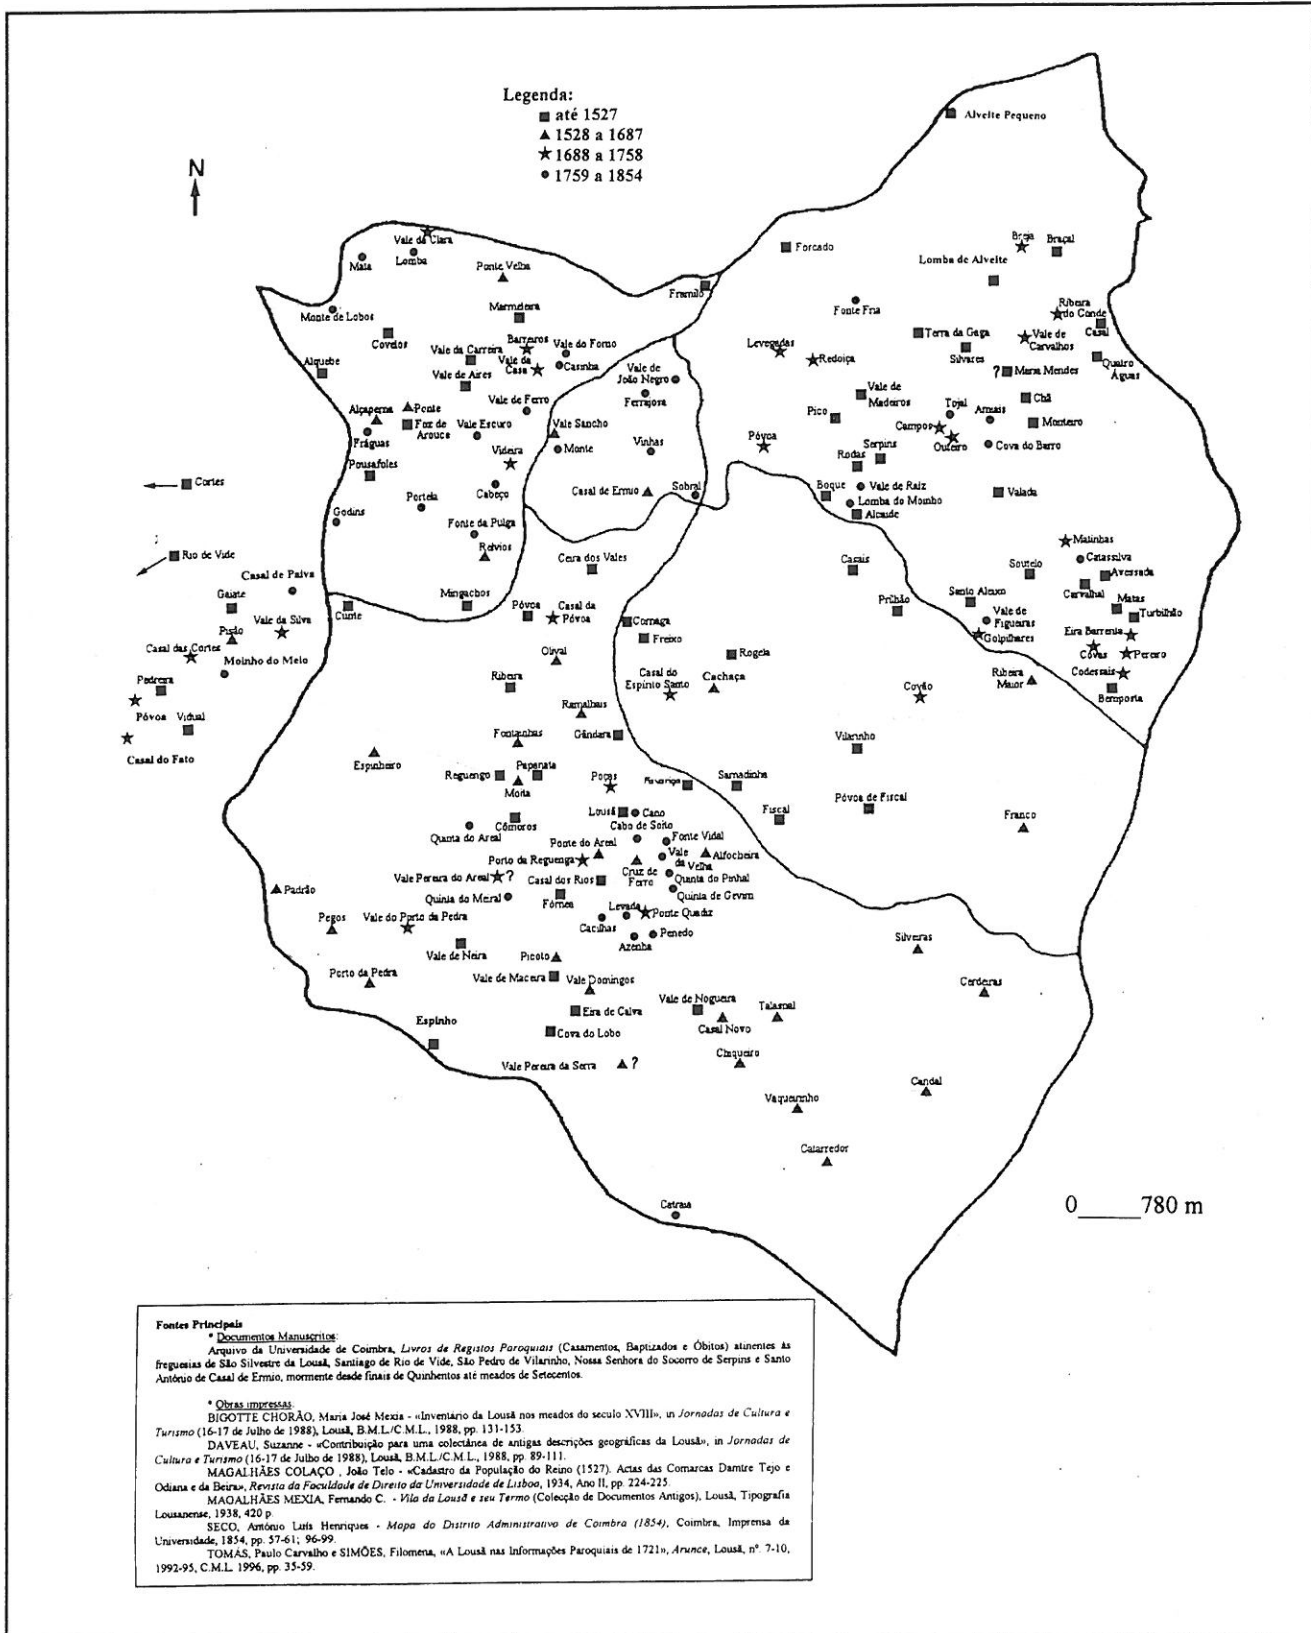 Legenda:
até 1527
1528 a 1687
1688 a 1758
1759 a 1854
N
Alveite Pequeno
Vale da Clara
Lomba
Maia
Ponte Velha
Forcado
Breja
Braçal
Lomba de Alveite
Framilo
Monte de Lobos
Marmeleira
Fonte Fria
Ribeira
do Conde
Casal
Covelos
Barreiros
Vale do Forno
Terra da Gaga
Vale de
Carvalhos
Levegadas
Redoiça
Silvares
Alquebe
Vale da Carreira
Vale da
Casa
Casinha
Vale de
João Negro
Quatro
Águas
? Maria Mendes
Vale de Aires
Ferrajosa
Vale de
Madeiros
Chã
Alçaperna
Ponte
Vale de Ferro
Pico
Tojal
Arneais
Monteiro
Fráguas
Foz de
Arouce
Vale Escuro
Vale Sancho
Campos
Outeiro
Cova do Barro
Videira
Monte
Vinhas
Póvoa
Serpins
Rodas
Pousafoles
Cortes
Portela
Cabeço
Casal de Ermio
Sobral
Boque
Vale de Raiz
Lomba do Moinho
Alcaide
Valada
Godins
Fonte da Pulga
Relvios
Matinhas
Rio de Vide
Ceira dos Vales
Casais
Catassilva
Soutelo
Avessada
Casal de Paiva
Carvalhal
Gaiate
Cume
Mingachos
Póvoa
Casal da
Póvoa
Prilhão
Santo Aleixo
Matas
Turbilhão
Vale da Silva
Cornaga
Freixo
Vale de
Figueiras
Golpilhares
Eira Barrenta
Pisão
Casal das Cortes
Covas
Pereiro
Moinho do Meio
Olival
Rogela
Casal do
Espírito Santo
Cachaça
Ribeira
Maior
Codessais
Pedreira
Ribeira
Covão
Bemposta
Póvoa
Vidual
Ramalhais
Casal do Fato
Gândara
Fontainhas
Vilarinho
Espinheiro
Reguengo
Papanata
Moita
Poças
Favariça
Samadinha
Póvoa de Fiscal
Lousã
Cano
Fiscal
Franco
Cômoros
Cabo de Soito
Quinta do Areal
Fonte Vidal
Ponte do Areal
Vale
da
Velha
Alfocheira
Porto da Reguenga
Cruz de
Ferro
Vale Pereira do Areal ?
Casal dos Rios
Quinta do Pinhal
Padrão
Quinta do Meiral
Fórnea
Quinta de Gevim
Levada
Ponte Quadiz
Pegos
Vale do Porto da Pedra
Cacilhas
Penedo
Azenha
Silveiras
Vale de Neira
Picoto
Porto da Pedra
Vale de Maceira
Vale Domingos
Cerdeiras
Vale de Nogueira
Talasnal
Eira de Calva
Casal Novo
Espinho
Cova do Lobo
Chiqueiro
Vale Pereira da Serra ?
Candal
Vaqueirinho
Catarredor
Catraia
0 780 m
Fontes Principais
* Documentos Manuscritos:
Arquivo da Universidade de Coimbra, Livros de Registos Paroquiais (Casamentos, Baptizados e Óbitos) atinentes às
freguesias de São Silvestre da Lousã, Santiago de Rio de Vide, São Pedro de Vilarinho, Nossa Senhora do Socorro de Serpins e Santo
António de Casal de Ermio, mormente desde finais de Quinhentos até meados de Setecentos.
* Obras impressas.
BIGOTTE CHORÃO, Maria José Mexia - «Inventário da Lousã nos meados do seculo XVIII», in Jornadas de Cultura e
Turismo (16-17 de Julho de 1988), Lousã, B.M.L./C.M.L., 1988, pp. 131-153.
DAVEAU, Suzanne - «Contribuição para uma colectânea de antigas descrições geográficas da Lousã», in Jornadas de
Cultura e Turismo (16-17 de Julho de 1988), Lousã, B.M.L./C.M.L., 1988, pp. 89-111.
MAGALHÃES COLAÇO , João Telo - «Cadastro da População do Reino (1527). Actas das Comarcas Damtre Tejo e
Odiana e da Beira», Revista da Faculdade de Direito da Universidade de Lisboa, 1934, Ano II, pp. 224-225.
MAGALHÃES MEXIA, Fernando C. - Vila da Lousã e seu Termo (Colecção de Documentos Antigos), Lousã, Tipografia
Lousanense, 1938, 420 p.
SECO, António Luís Henriques - Mapa do Distrito Administrativo de Coimbra (1854), Coimbra, Imprensa da
Universidade, 1854, pp. 57-61; 96-99.
TOMÁS, Paulo Carvalho e SIMÕES, Filomena, «A Lousã nas Informações Paroquiais de 1721», Arunce, Lousã, nº. 7-10,
1992-95, C.M.L. 1996, pp. 35-59.